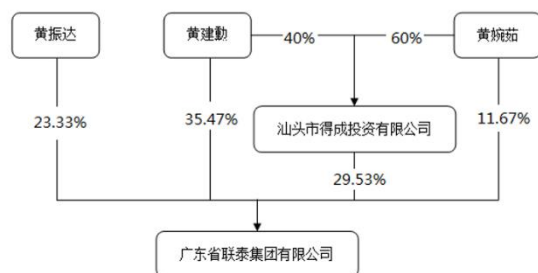 黄振达
黄建勳
40%
60%
黄婉茹
23.33%
35.47%
汕头市得成投资有限公司
11.67%
29.53%
广东省联泰集团有限公司